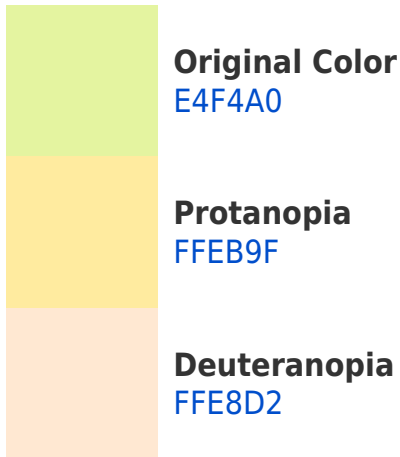 Original Color
E4F4A0
Protanopia
FFEB9F
Deuteranopia
FFE8D2